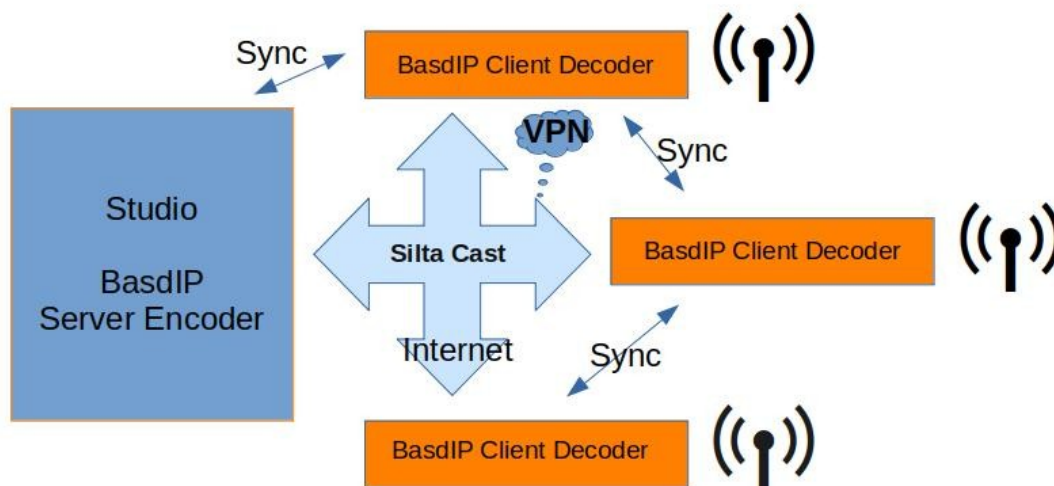 Sync
BasdIP Client Decoder
VPN
Sync
Studio
BasdIP
Server Encoder
Silta Cast
BasdIP Client Decoder
Internet
Sync
BasdIP Client Decoder